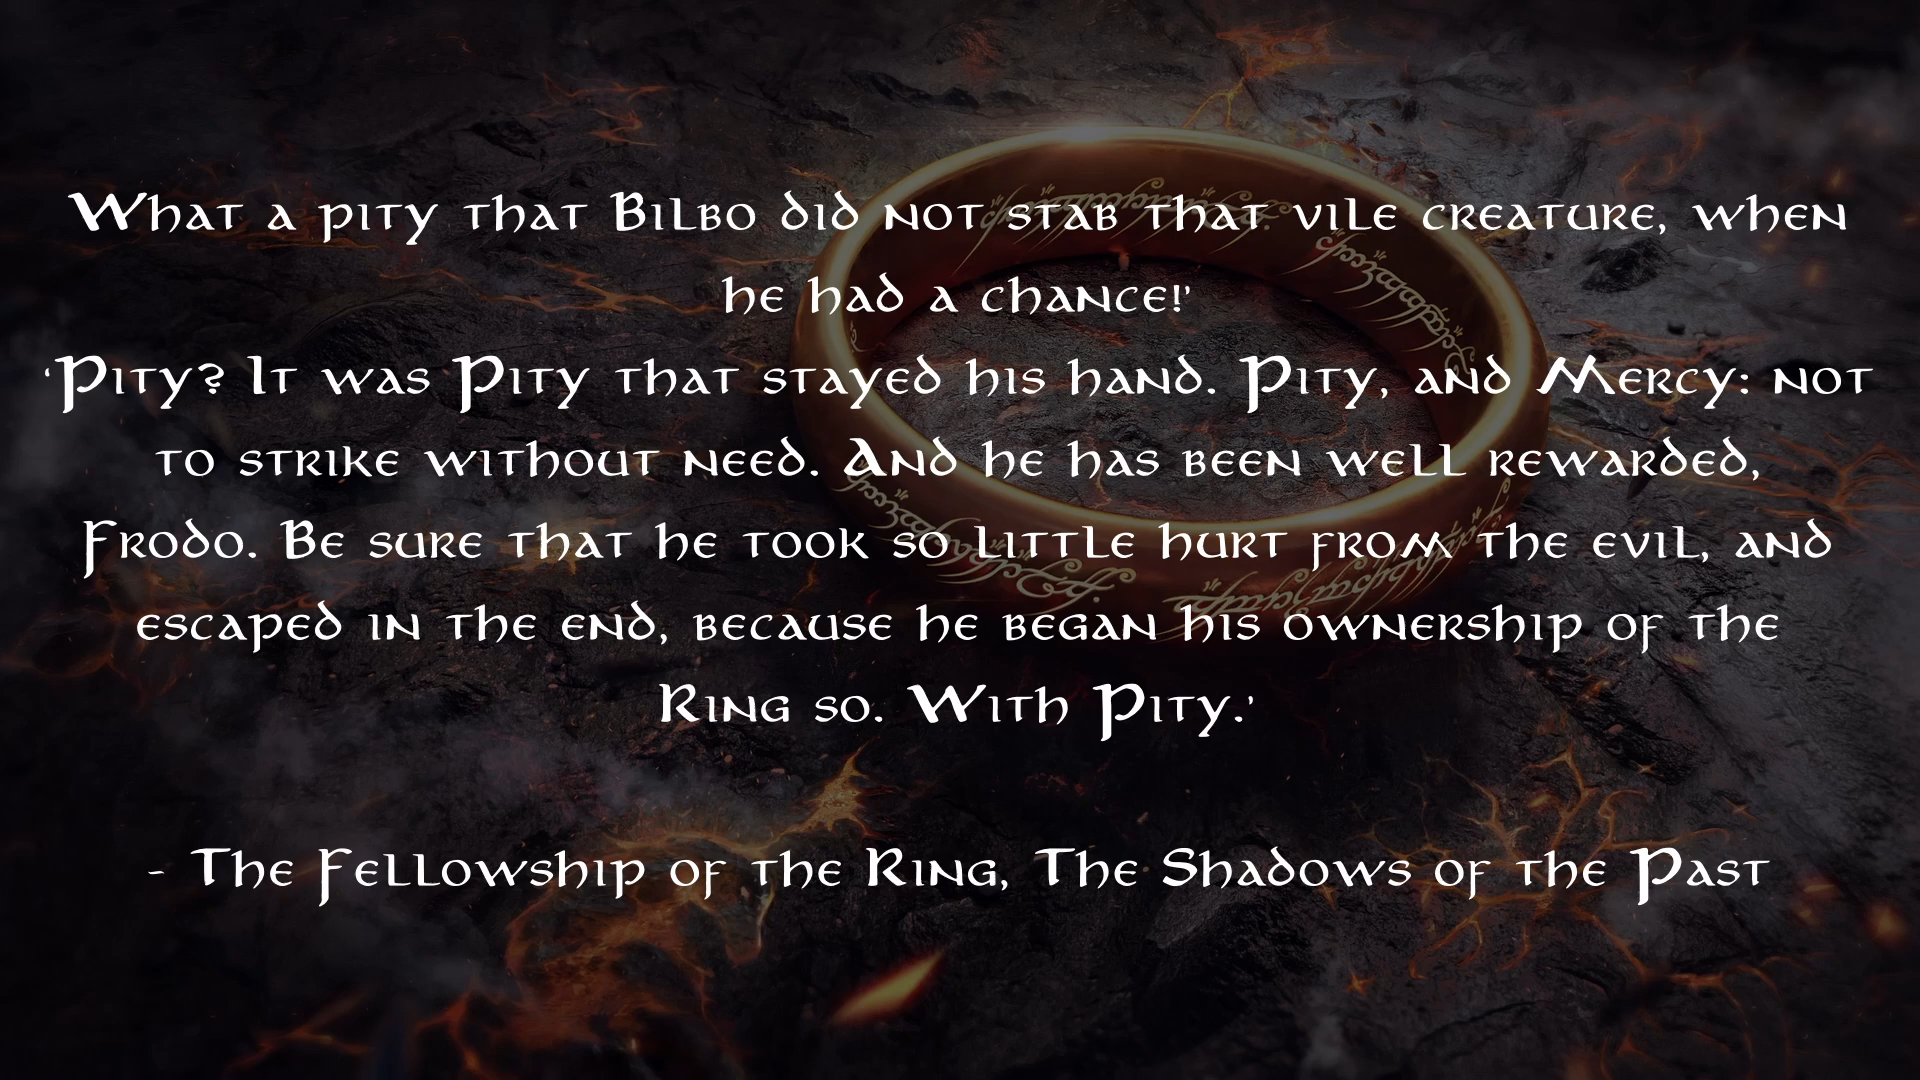 What a pity that Bilbo did not stab that vile creature, when
he had a chance!'
'Pity? It was Pity that stayed his hand. Pity, and Mercy: not
to strike without need. And he has been well rewarded,
Frodo. Be sure that he took so little hurt from the evil, and
escaped in the end, because he began his ownership of the
Ring so. With Pity.'
- The Fellowship of the Ring, The Shadows of the Past